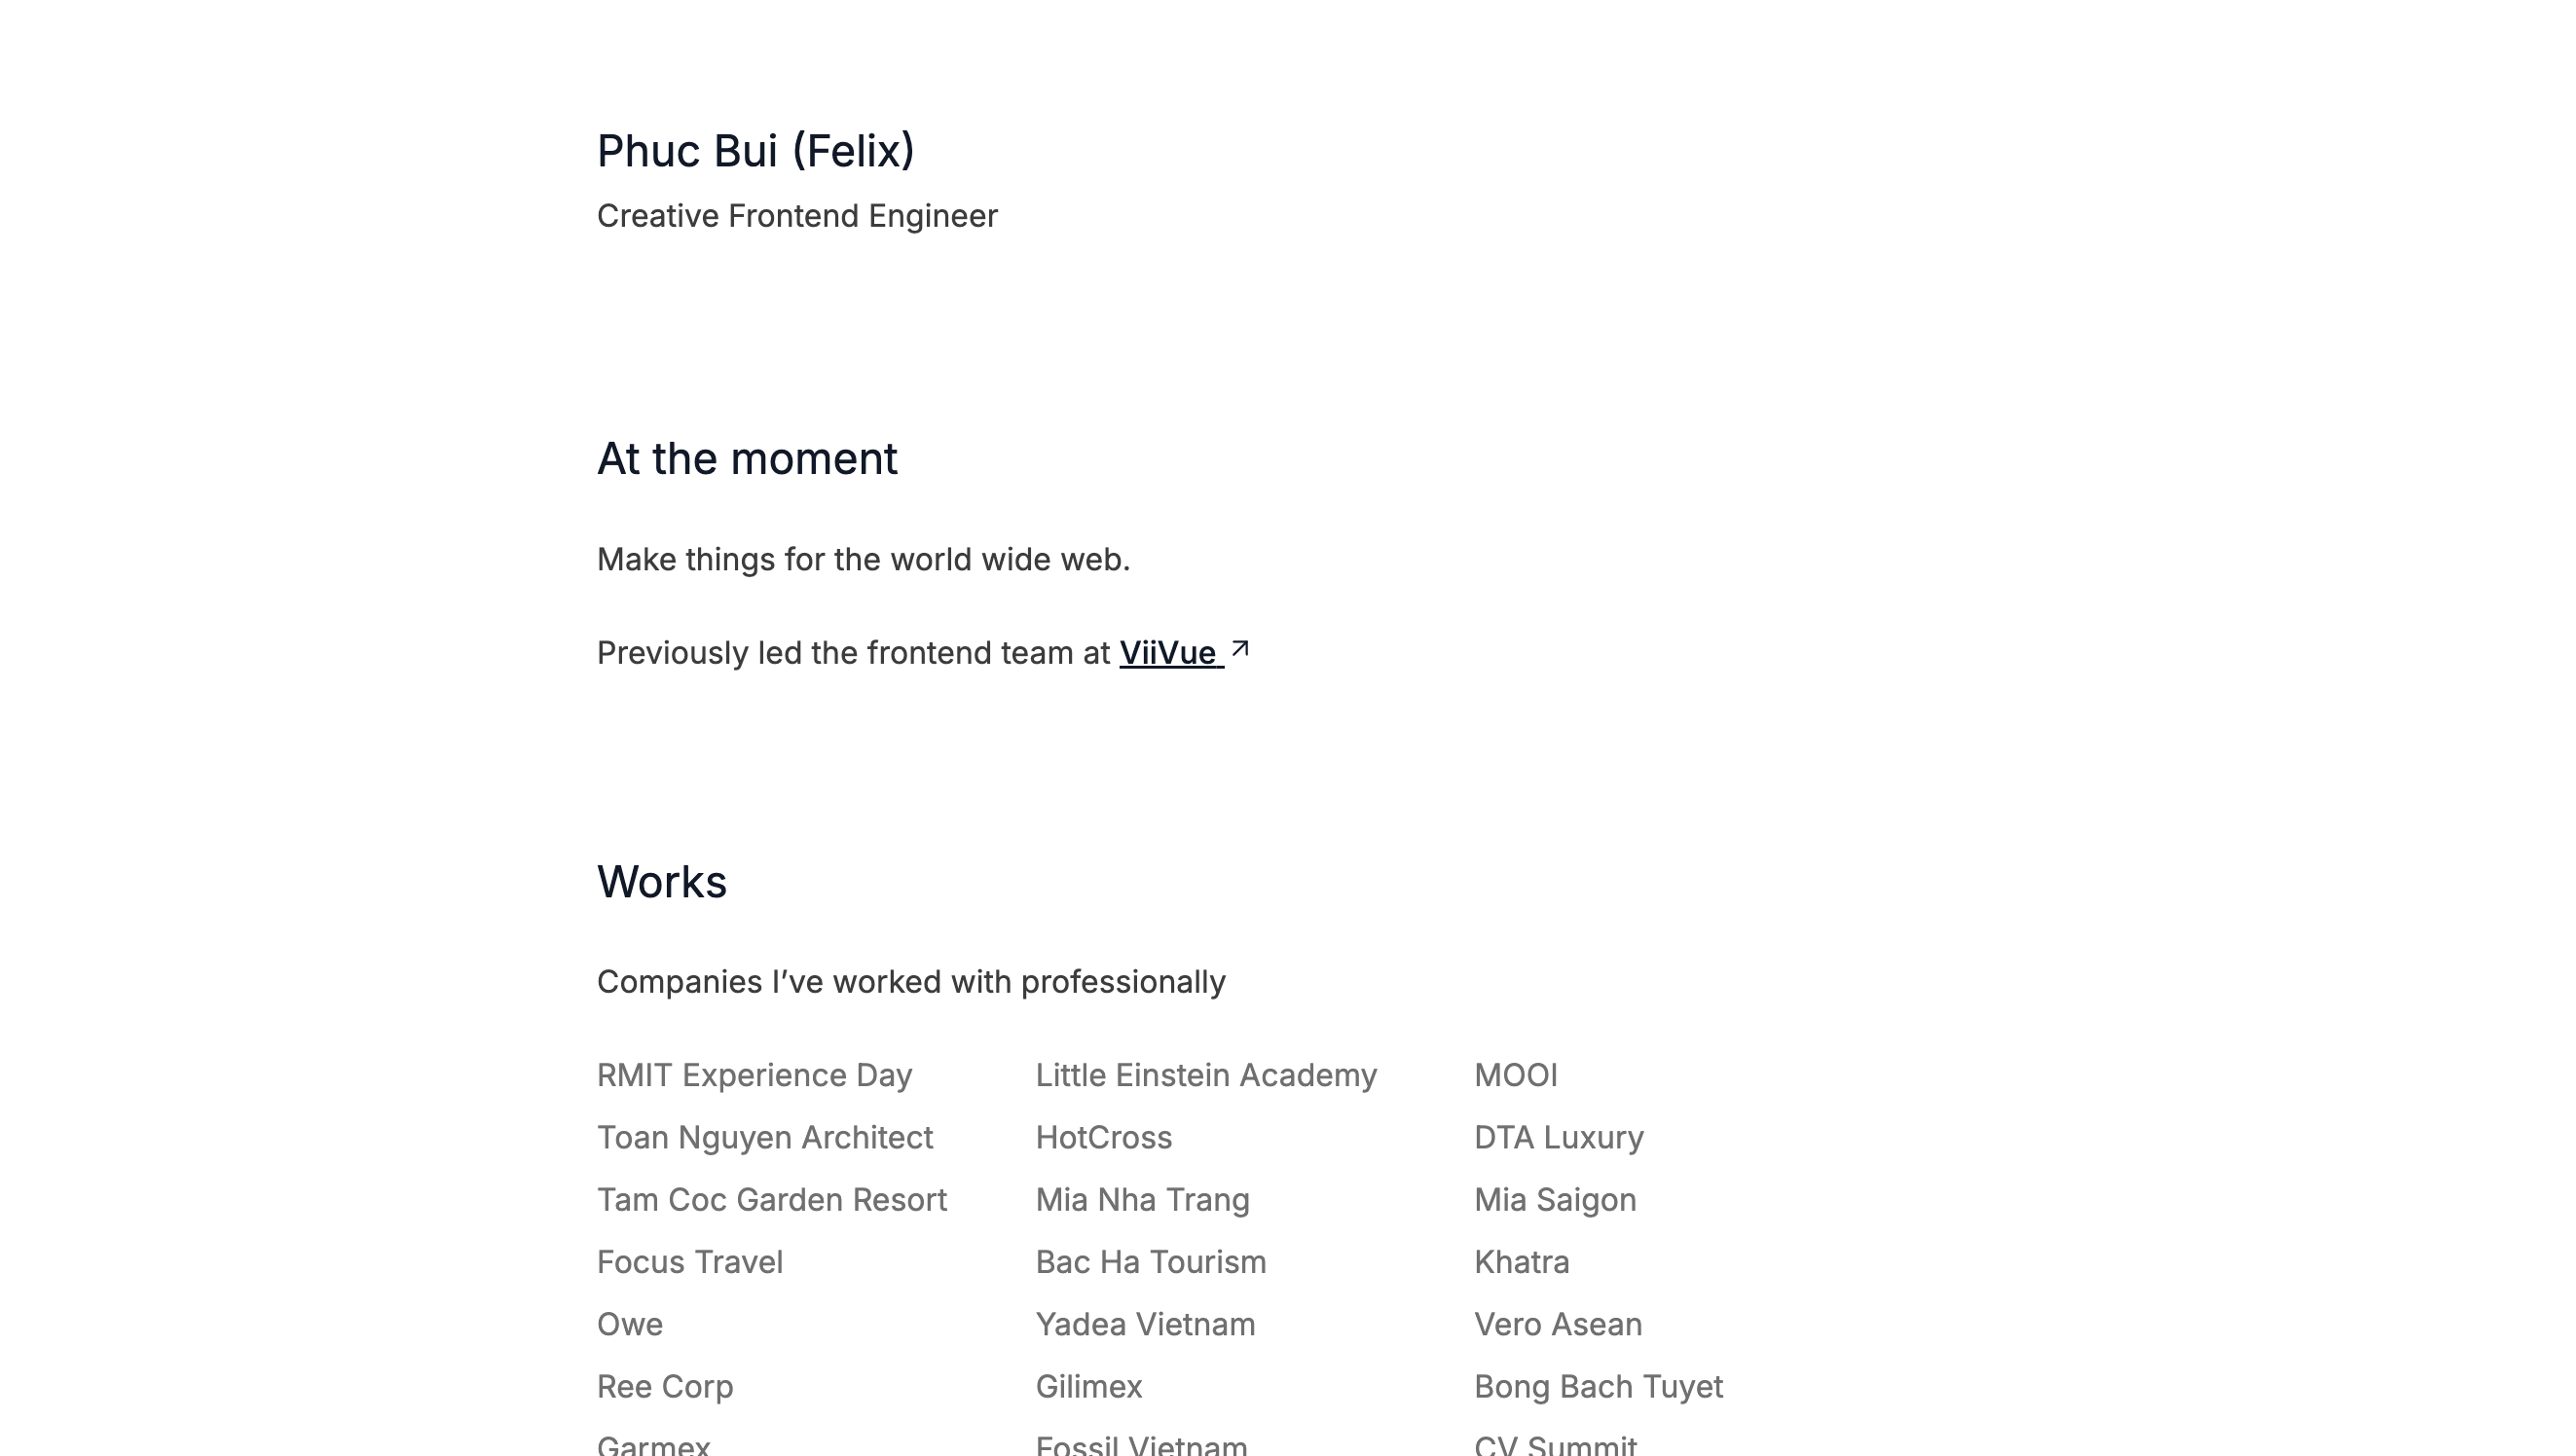 Phuc Bui (Felix)
Creative Frontend Engineer
At the moment
Make things for the world wide web.
Previously led the frontend team at ViiVue ↗
Works
Companies I’ve worked with professionally
RMIT Experience Day
Little Einstein Academy
MOOI
Toan Nguyen Architect
HotCross
DTA Luxury
Tam Coc Garden Resort
Mia Nha Trang
Mia Saigon
Focus Travel
Bac Ha Tourism
Khatra
Owe
Yadea Vietnam
Vero Asean
Ree Corp
Gilimex
Bong Bach Tuyet
Garmex
Fossil Vietnam
CV Summit